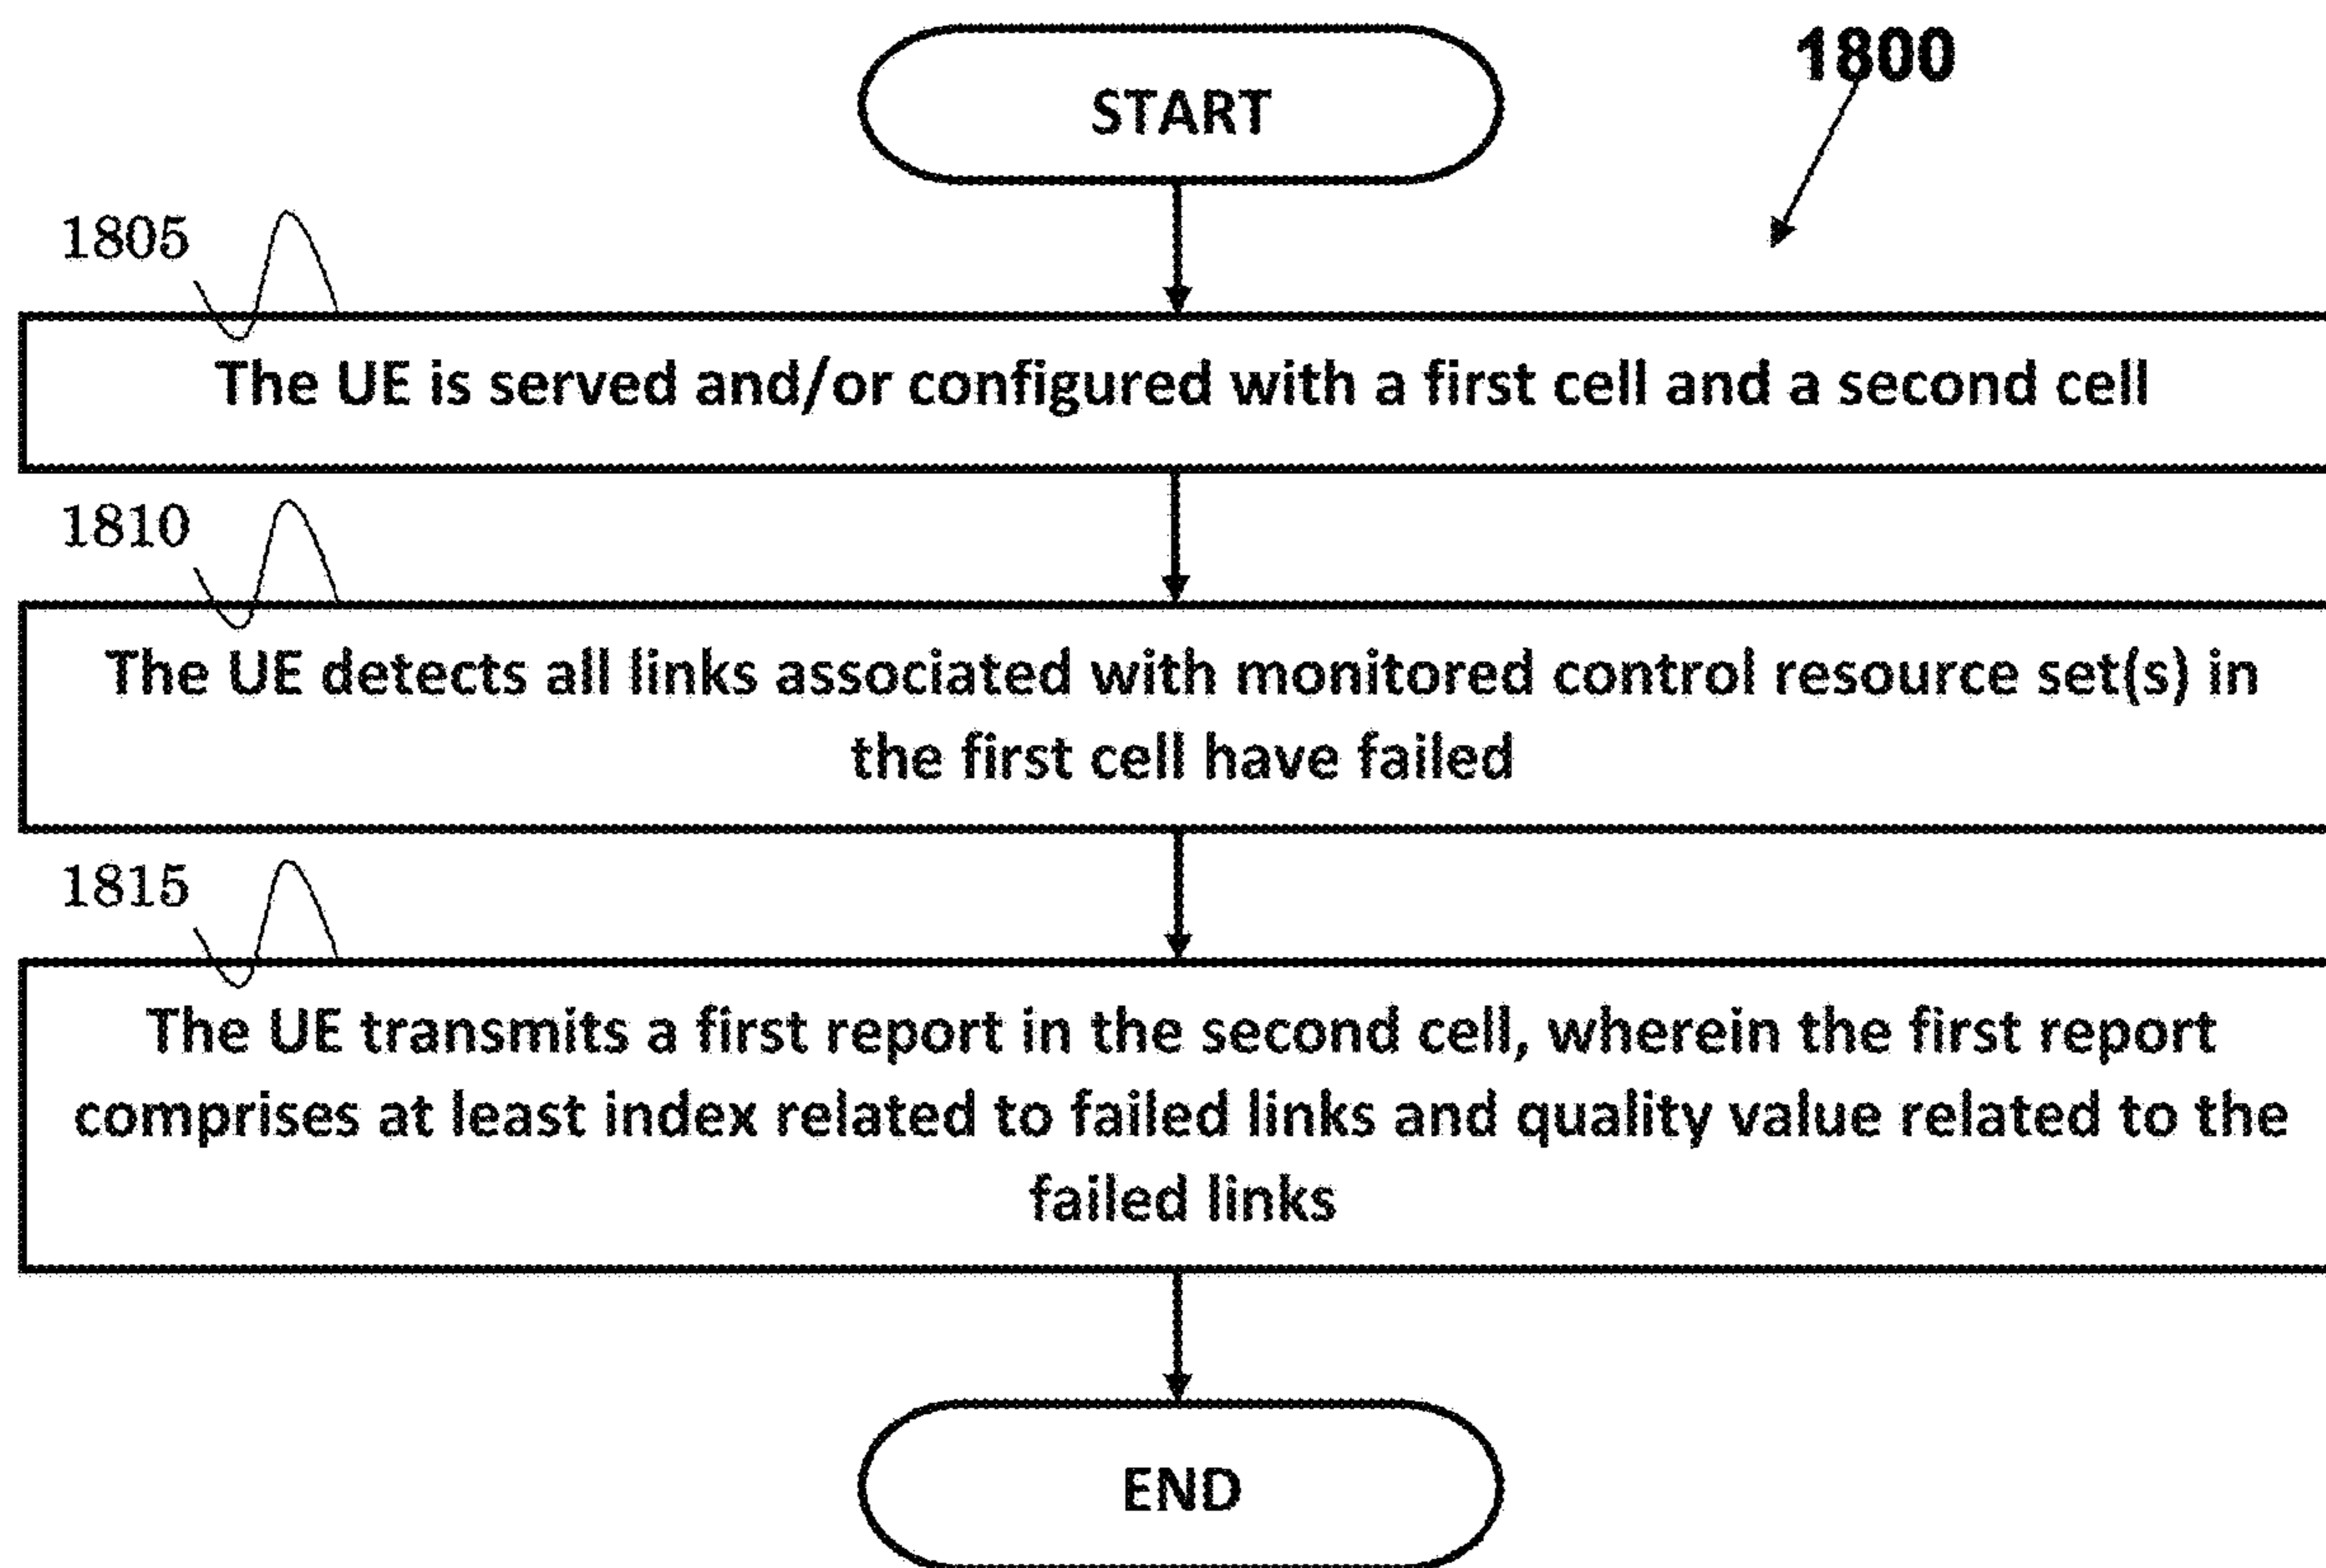 START
1800
1805
The UE is served and/or configured with a first cell and a second cell
1810
The UE detects all links associated with monitored control resource set(s) in
the first cell have failed
1815
The UE transmits a first report in the second cell, wherein the first report
comprises at least index related to failed links and quality value related to the
failed links
END